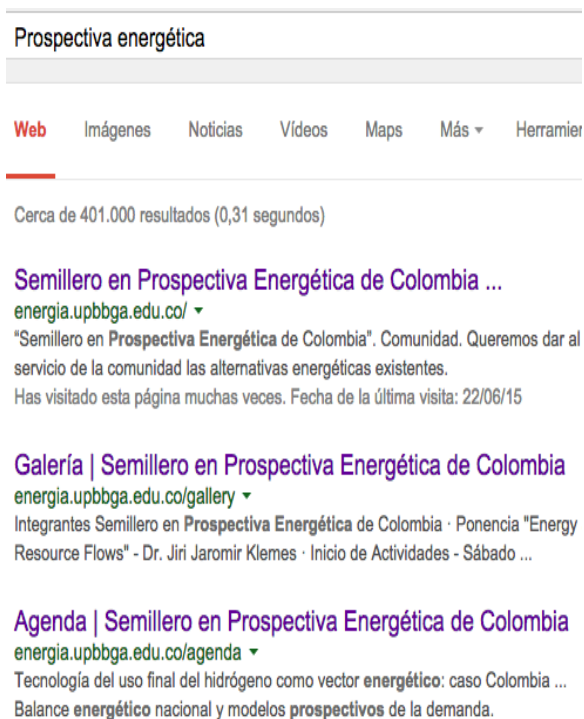 Prospectiva energética
Web Imágenes Noticias Vídeos Maps Más
Cerca de 401.000 resultados (0,31 segundos)
Semillero en Prospectiva Energética de Colombia ...
energia.upbbga.edu.co/
“Semillero en Prospectiva Energética de Colombia”. Comunidad. Queremos dar al
servicio de la comunidad las alternativas energéticas existentes.
Has visitado esta página muchas veces. Fecha de la última visita: 22/06/15
Galería | Semillero en Prospectiva Energética de Colombia
energia.upbbga.edu.co/gallery
Integrantes Semillero en Prospectiva Energética de Colombia · Ponencia "Energy
Resource Flows" - Dr. Jiri Jaromir Klemes · Inicio de Actividades - Sábado ...
Agenda | Semillero en Prospectiva Energética de Colombia
energia.upbbga.edu.co/agenda
Tecnología del uso final del hidrógeno como vector energético: caso Colombia ...
Balance energético nacional y modelos prospectivos de la demanda.